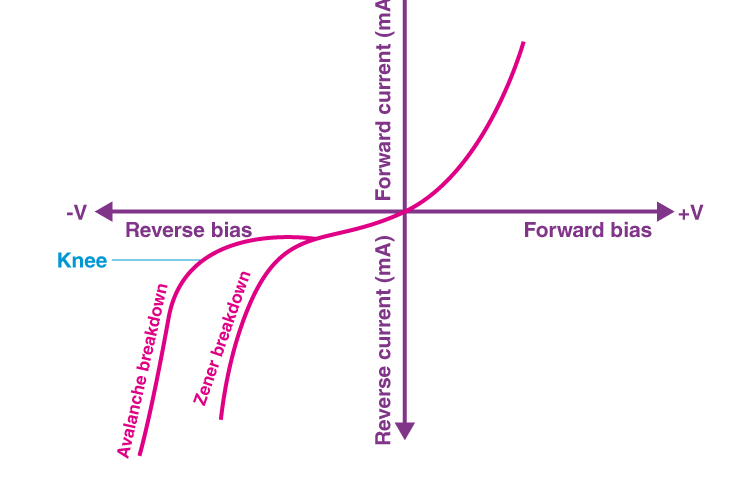 Forward current (mA
-V
+V
Reverse bias
Forward bias
Knee
Reverse current (mA)
Avalanche breakdown
Zener breakdown